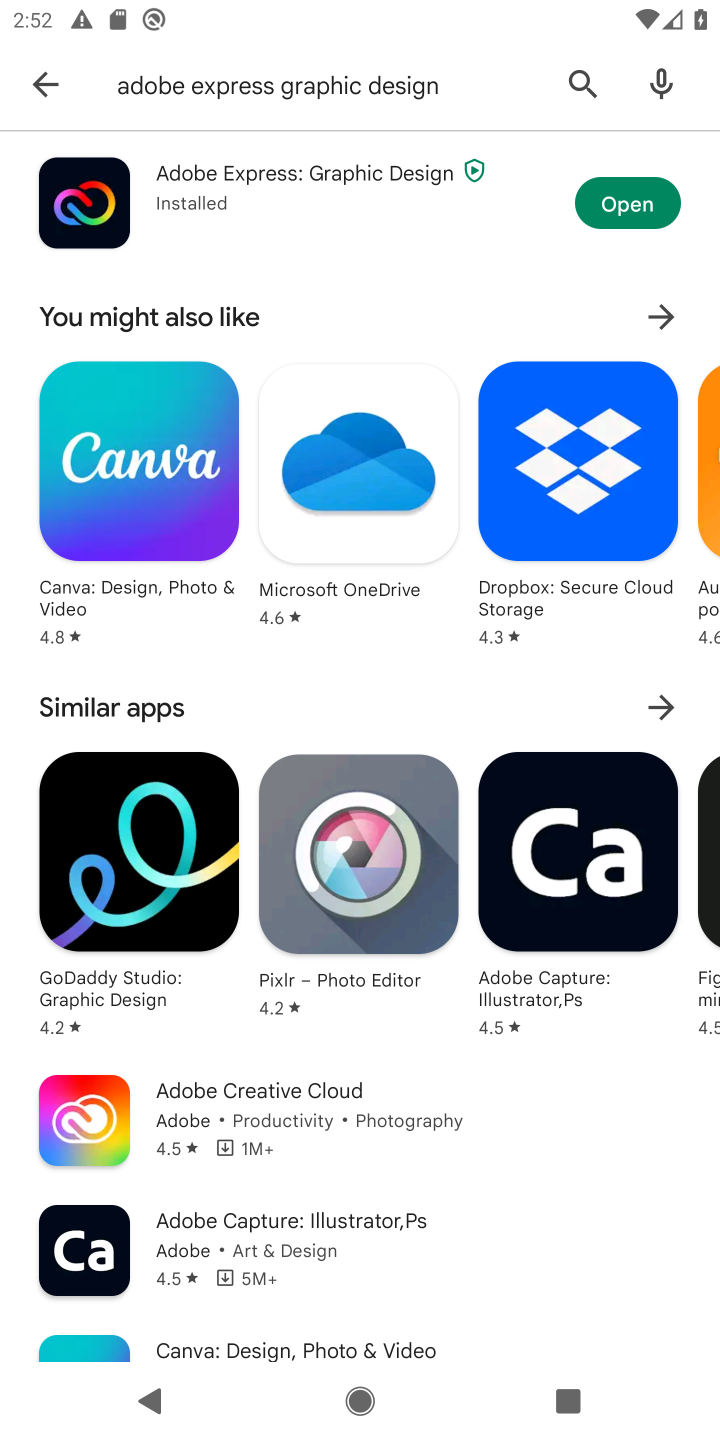 2:52
adobe express graphic design
Adobe Express: Graphic Design
Installed
Open
You might also like
Canva
Canva: Design, Photo &
Video
4.8 ★
Microsoft OneDrive
4.6 ★
Dropbox: Secure Cloud
Storage
4.3 ★
Au
po
4.6
Similar apps
GoDaddy Studio:
Graphic Design
4.2 ★
Pixlr – Photo Editor
4.2 ★
Ca
Adobe Capture:
Illustrator,Ps
4.5 ★
Fig
min
4.5
Adobe Creative Cloud
Adobe • Productivity • Photography
4.5 ★ 1M+
Ca
Adobe Capture: Illustrator,Ps
Adobe • Art & Design
4.5 ★ 5M+
Canva: Design, Photo & Video